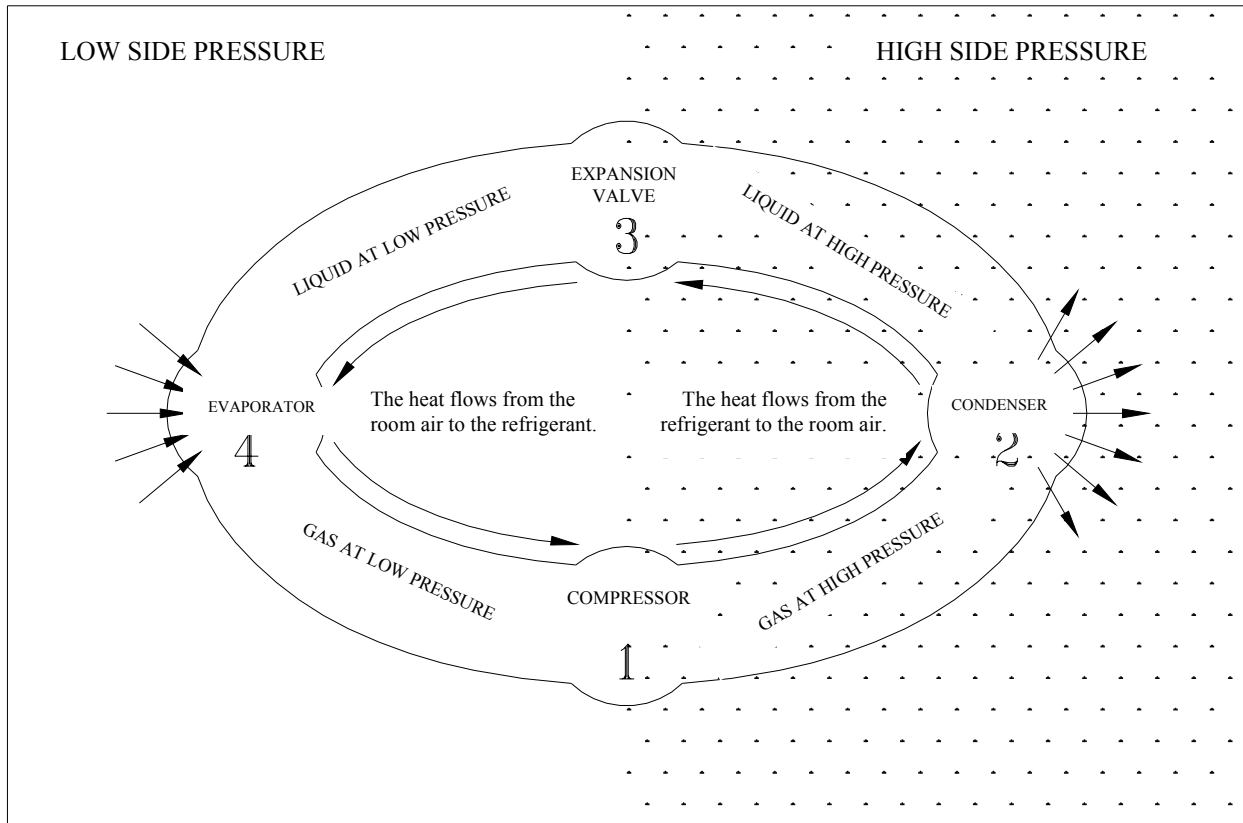 LOW SIDE PRESSURE
HIGH SIDE PRESSURE
EXPANSION
VALVE
3
LIQUID AT LOW PRESSURE
LIQUID AT HIGH PRESSURE
EVAPORATOR
4
The heat flows from the
room air to the refrigerant.
The heat flows from the
refrigerant to the room air.
CONDENSER
2
GAS AT LOW PRESSURE
GAS AT HIGH PRESSURE
COMPRESSOR
1